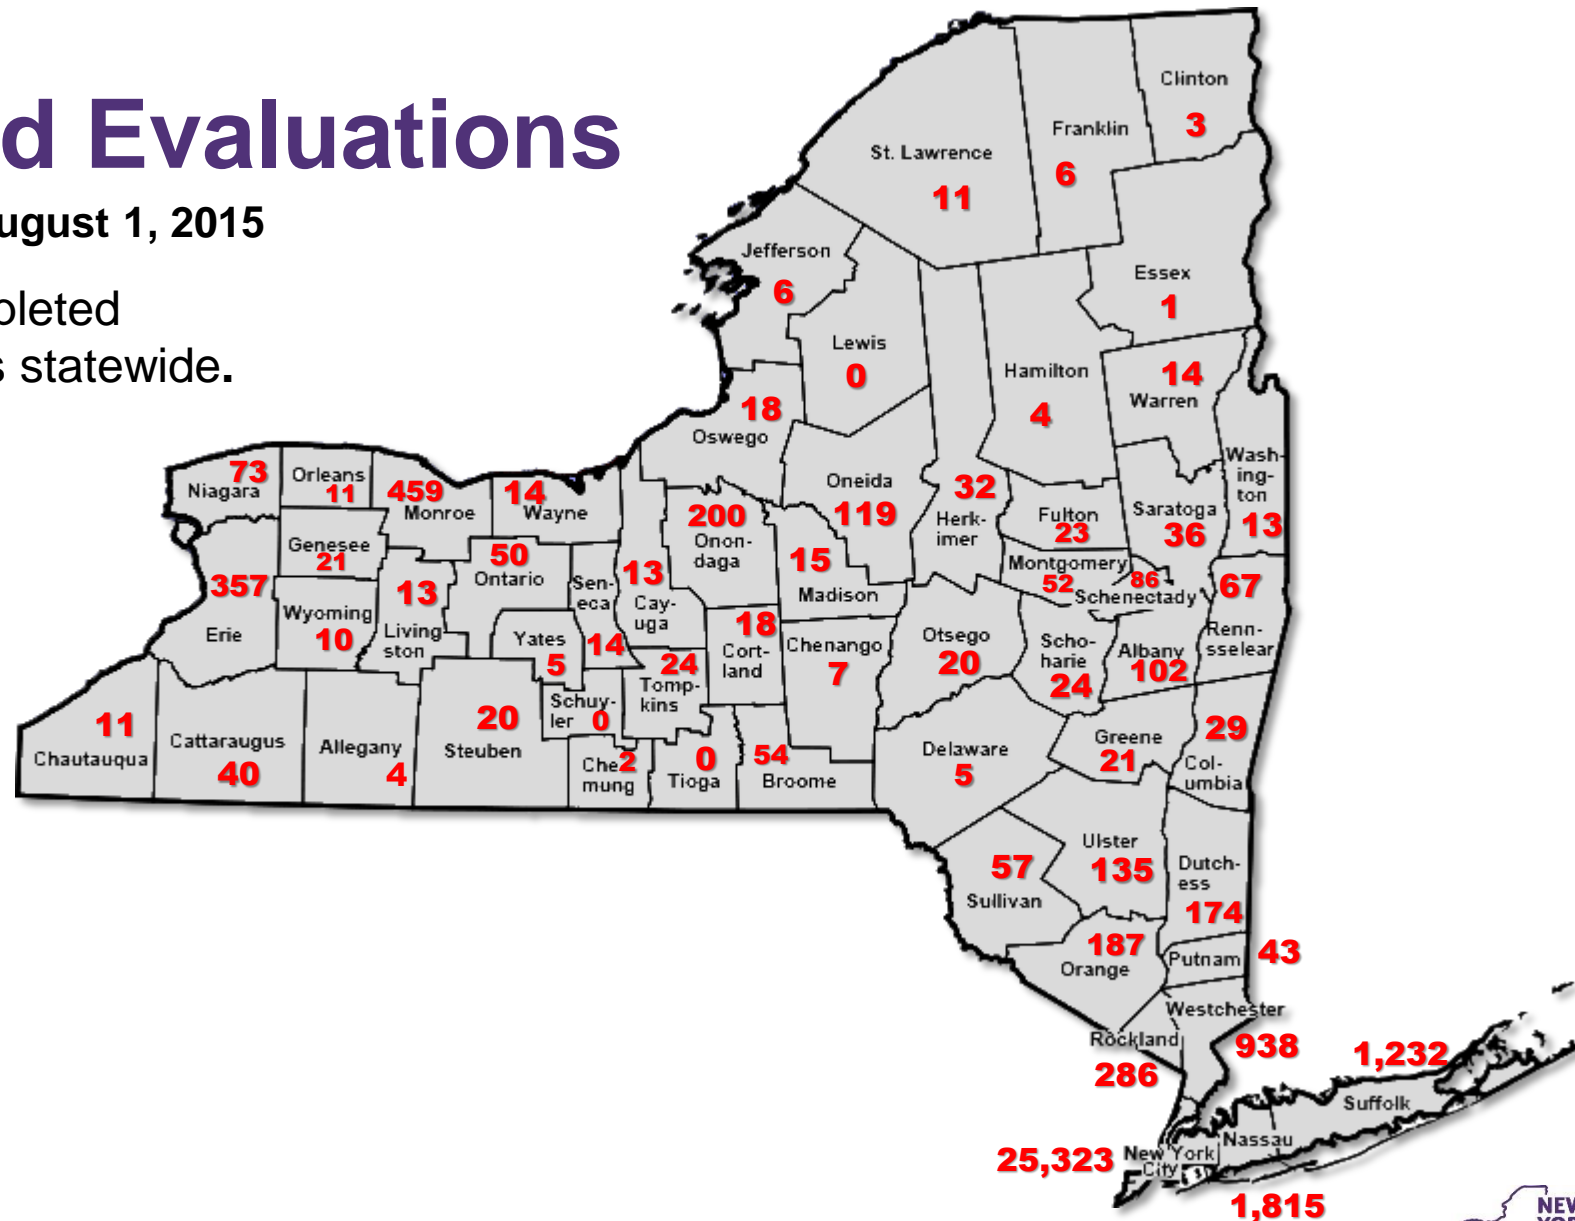 d Evaluations
ugust 1, 2015
pleted
s statewide.
Clinton
3
Franklin
6
St. Lawrence
11
Jefferson
6
Essex
1
Lewis
0
Hamilton
4
14
Warren
18
Oswego
Wash-
ing-
ton
13
73
Niagara
Orleans
11
459
Monroe
14
Wayne
Oneida
119
32
Herk-
imer
Fulton
23
Saratoga
36
200
Onon-
daga
Genesee
21
50
Ontario
15
Madison
Montgomery
52
86
Schenectady
67
Renn-
sselear
357
Erie
Wyoming
10
13
Living
ston
Sen-
eca
14
13
Cay-
uga
Yates
5
18
Cort-
land
Chenango
7
Otsego
20
Scho-
harie
24
Albany
102
24
Tomp-
kins
11
Chautauqua
Cattaraugus
40
Allegany
4
20
Steuben
Schuy-
ler 0
Che2
mung
0
Tioga
54
Broome
Delaware
5
Greene
21
29
Col-
umbia
57
Sullivan
Ulster
135
Dutch-
ess
174
187
Orange
Putnam
43
Westchester
938
Rockland
286
1,232
Suffolk
Nassau
1,815
25,323
New York
City
NEW
YORK